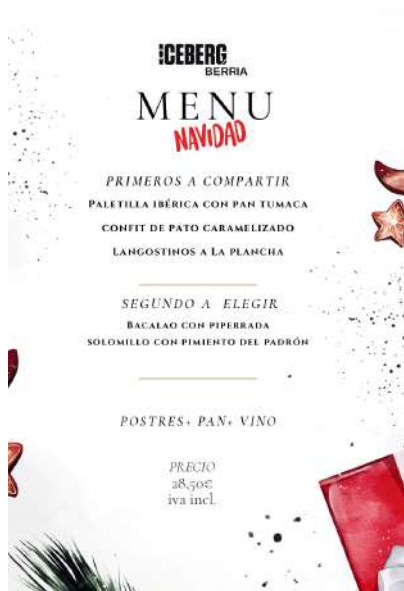 ICEBERG
BERRIA
MENU
NAVIDAD
PRIMEROS A COMPARTIR
PALETILLA IBÉRICA CON PAN TUMACA
CONFIT DE PATO CARAMELIZADO
LANGOSTINOS A LA PLANCHA
SEGUNDO A ELEGIR
BACALAO CON PIPERRADA
SOLOMILLO CON PIMIENTO DEL PADRÓN
POSTRES+ PAN+ VINO
PRECIO
28,50€
iva incl.